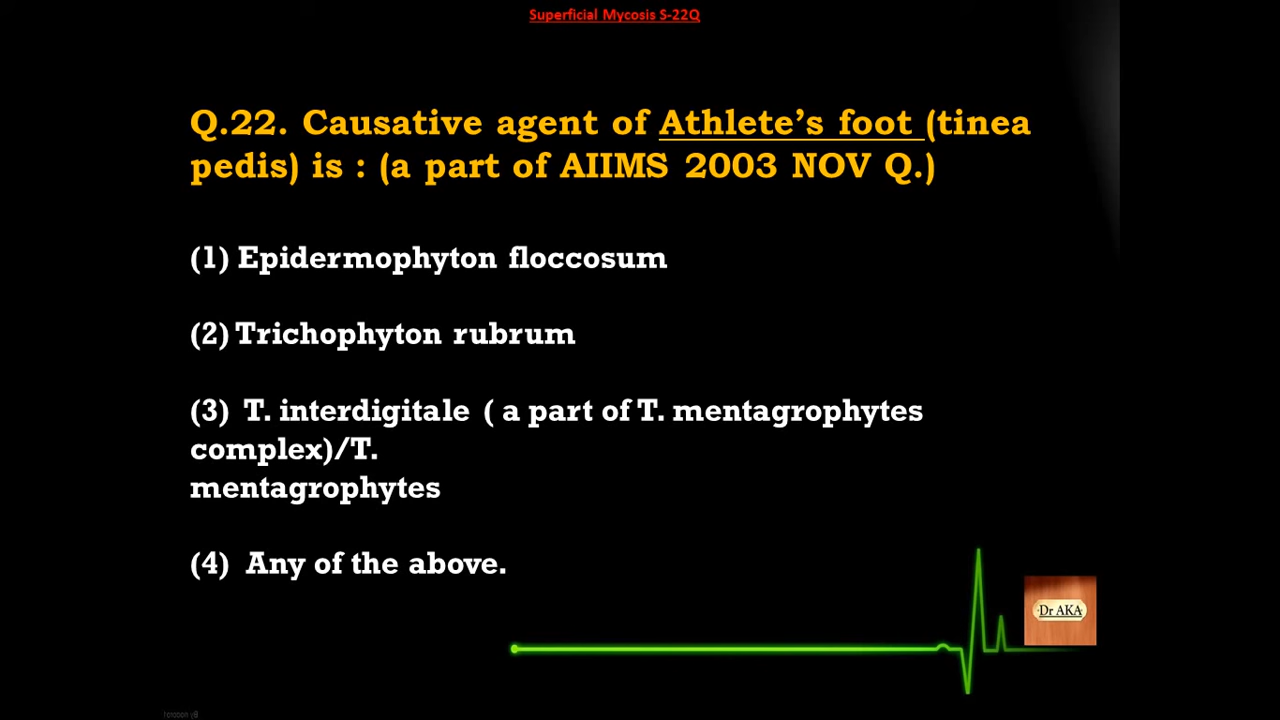 Superficial Mycosis S-22Q
Q.22. Causative agent of Athlete’s foot (tinea
pedis) is : (a part of AIIMS 2003 NOV Q.)
(1) Epidermophyton floccosum
(2) Trichophyton rubrum
(3) T. interdigitale ( a part of T. mentagrophytes
complex)/T.
mentagrophytes
(4) Any of the above.
Dr AKA